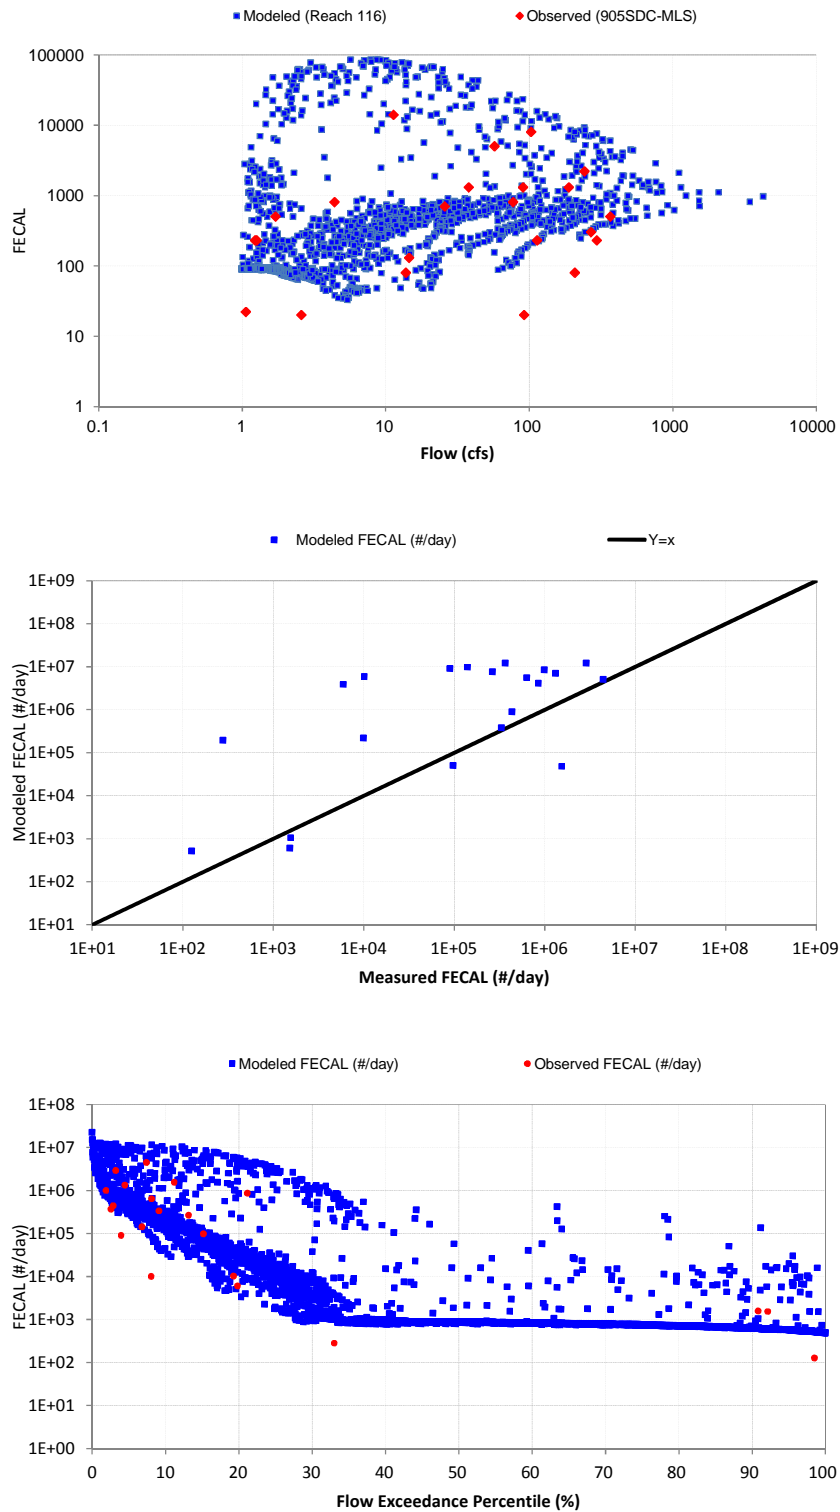 Modeled (Reach 116) Observed (905SDC-MLS)
100000
10000
1000
100
10
1
FECAL
0.1 1 10 100 1000 10000
Flow (cfs)
Modeled FECAL (#/day) Y=x
1E+09
1E+08
1E+07
1E+06
1E+05
1E+04
1E+03
1E+02
1E+01
Modeled FECAL (#/day)
1E+01 1E+02 1E+03 1E+04 1E+05 1E+06 1E+07 1E+08 1E+09
Measured FECAL (#/day)
Modeled FECAL (#/day) Observed FECAL (#/day)
1E+08
1E+07
1E+06
1E+05
1E+04
1E+03
1E+02
1E+01
1E+00
FECAL (#/day)
0 10 20 30 40 50 60 70 80 90 100
Flow Exceedance Percentile (%)